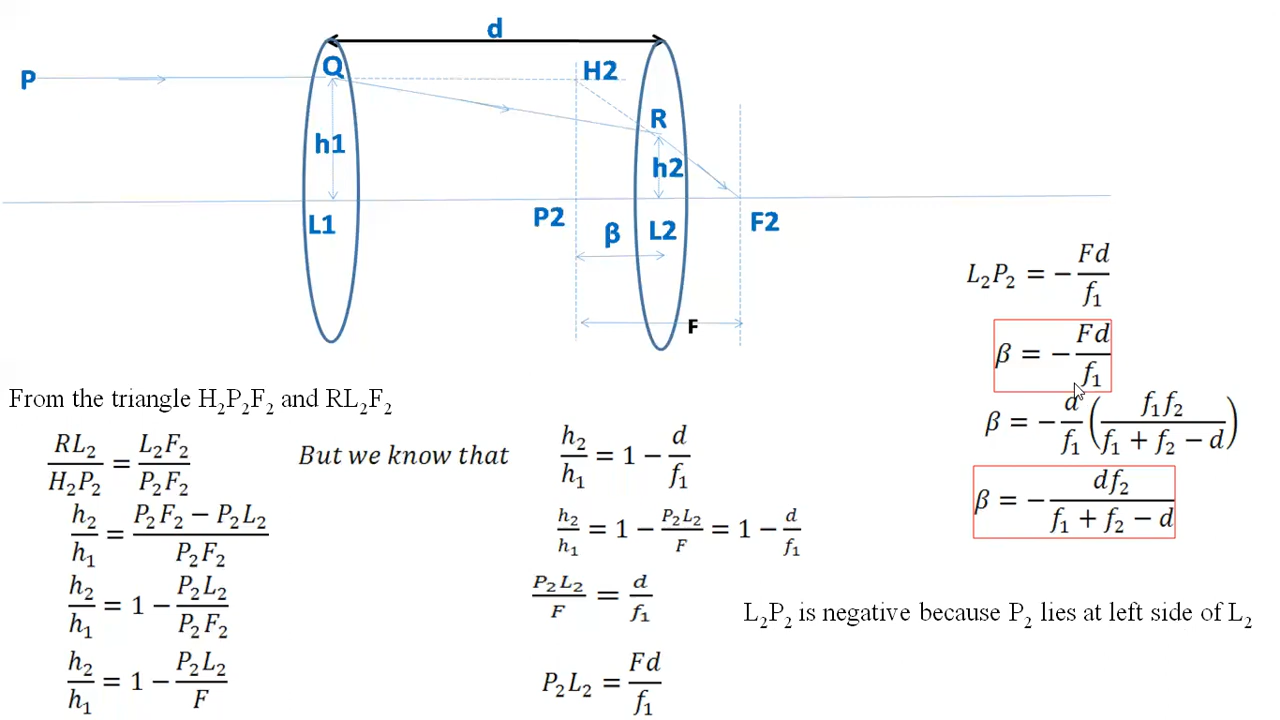 d
P
Q
H2
R
h1
h2
L1
P2
β
L2
F2
F
L₂P₂ = −Fd/f₁
β = −Fd/f₁
β = −d/f₁ (f₁f₂/(f₁ + f₂ − d))
β = −df₂/(f₁ + f₂ − d)
L₂P₂ is negative because P₂ lies at left side of L₂
From the triangle H₂P₂F₂ and RL₂F₂
RL₂/H₂P₂ = L₂F₂/P₂F₂
h₂/h₁ = (P₂F₂ − P₂L₂)/P₂F₂
h₂/h₁ = 1 − P₂L₂/P₂F₂
h₂/h₁ = 1 − P₂L₂/F
But we know that h₂/h₁ = 1 − d/f₁
h₂/h₁ = 1 − P₂L₂/F = 1 − d/f₁
P₂L₂/F = d/f₁
P₂L₂ = Fd/f₁